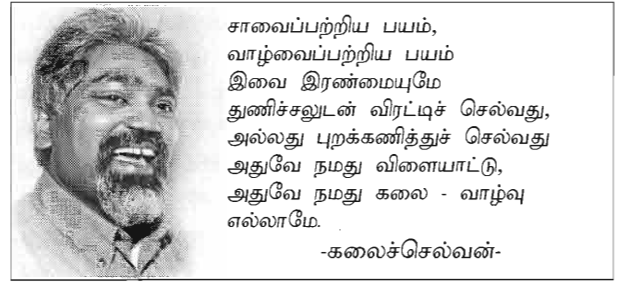 சாவைப்பற்றிய பயம்,
வாழ்வைப்பற்றிய பயம்
இவை இரண்மையுமே
துணிச்சலுடன் விரட்டிச் செல்வது,
அல்லது புறக்கணித்துச் செல்வது
அதுவே நமது விளையாட்டு,
அதுவே நமது கலை - வாழ்வு
எல்லாமே.
-கலைச்செல்வன்-